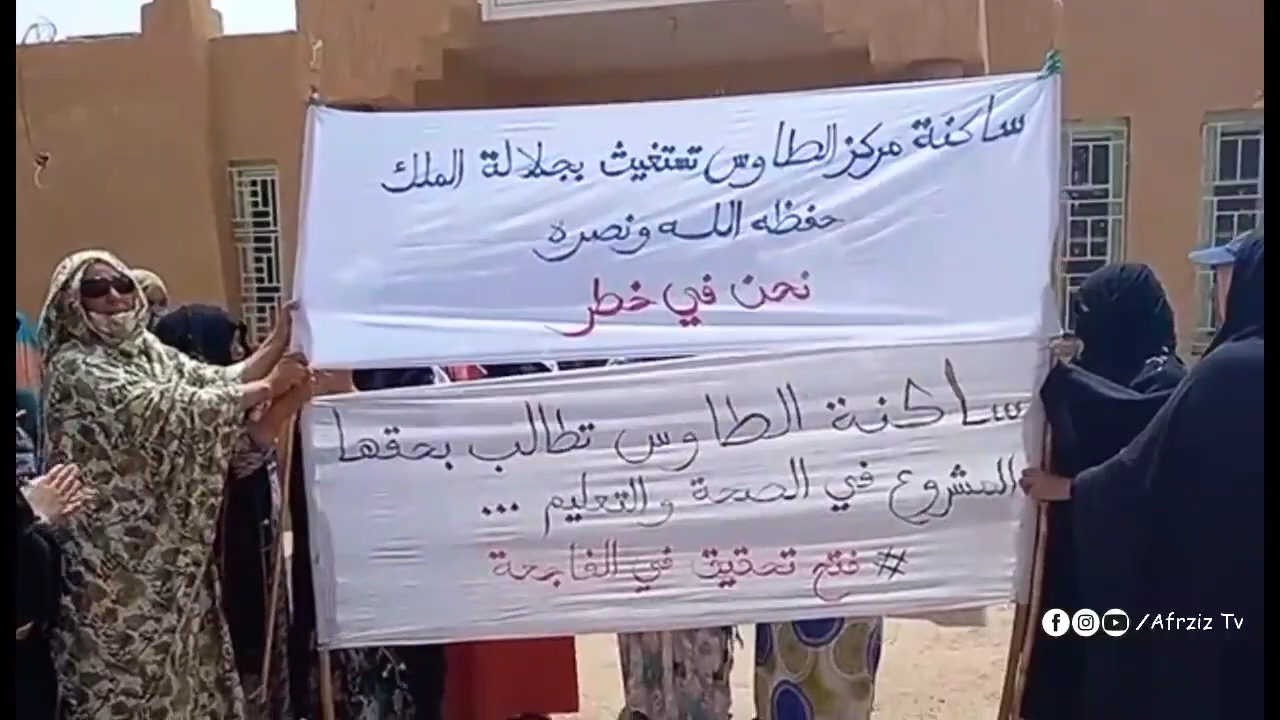 ساكنة مركز الطاوس تستغيث بجلالة الملك
حفظه الله ونصره
نحن في خطر
ساكنة الطاوس تطالب بحقها
المشروع في الصحة والتعليم ...
# فتح تحقيق في الفاجعة
/Afrziz Tv